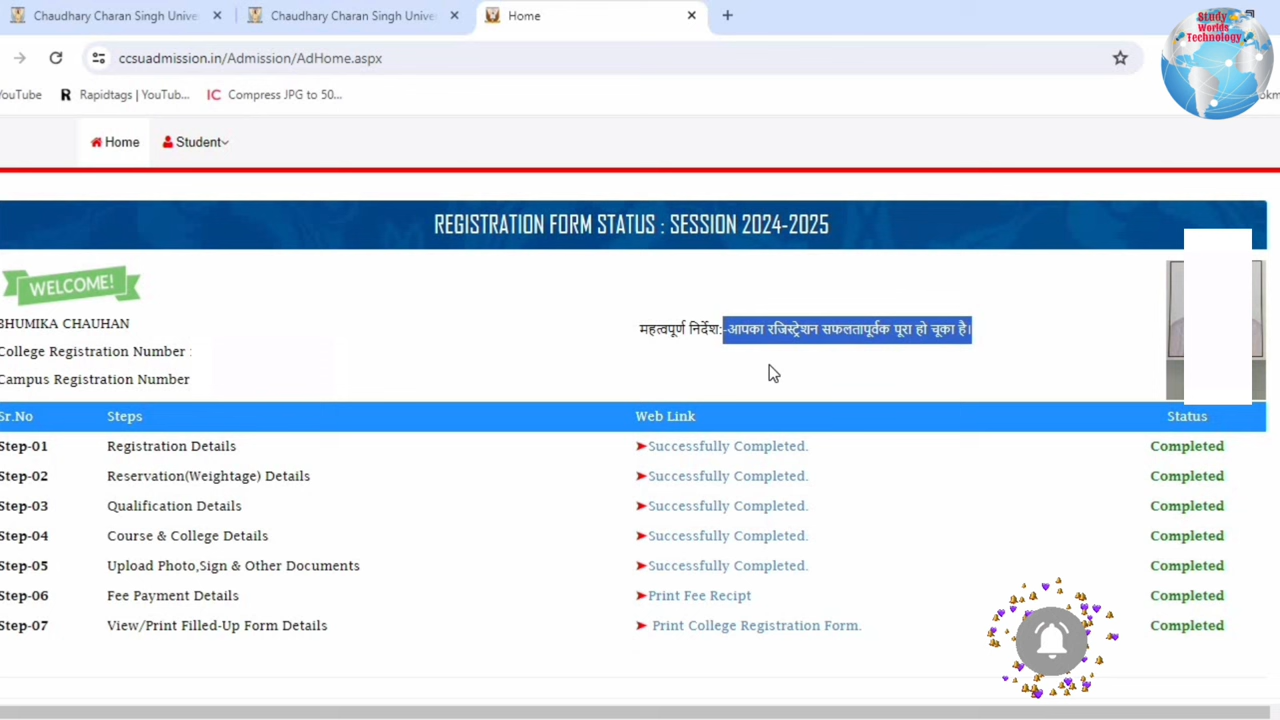 Chaudhary Charan Singh Unive
Chaudhary Charan Singh Univer
Home
ccsuadmission.in/Admission/AdHome.aspx
Study
Worlds
Technology
YouTube
Rapidtags | YouTub...
Compress JPG to 50...
Home
Student
REGISTRATION FORM STATUS : SESSION 2024-2025
WELCOME!
BHUMIKA CHAUHAN
महत्वपूर्ण निर्देश:-आपका रजिस्ट्रेशन सफलतापूर्वक पूरा हो चूका है।
College Registration Number :
Campus Registration Number
Sr.No Steps Web Link Status
Step-01 Registration Details Successfully Completed. Completed
Step-02 Reservation(Weightage) Details Successfully Completed. Completed
Step-03 Qualification Details Successfully Completed. Completed
Step-04 Course & College Details Successfully Completed. Completed
Step-05 Upload Photo,Sign & Other Documents Successfully Completed. Completed
Step-06 Fee Payment Details Print Fee Recipt Completed
Step-07 View/Print Filled-Up Form Details Print College Registration Form. Completed